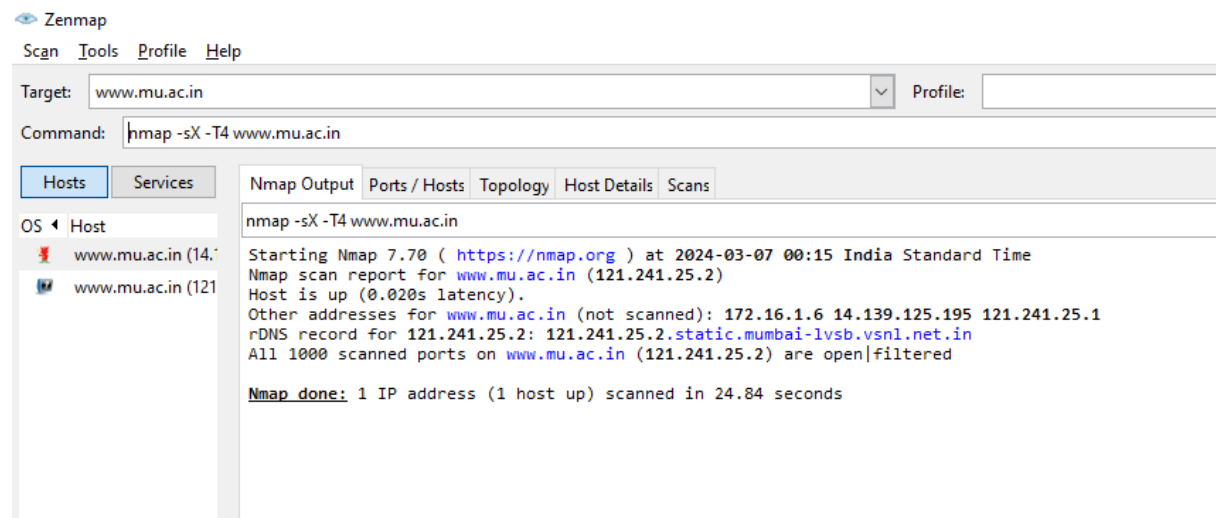 Zenmap
Scan Tools Profile Help
Target: www.mu.ac.in Profile:
Command: nmap -sX -T4 www.mu.ac.in
Hosts Services Nmap Output Ports / Hosts Topology Host Details Scans
OS Host
nmap -sX -T4 www.mu.ac.in
www.mu.ac.in (14.1
www.mu.ac.in (121
Starting Nmap 7.70 ( https://nmap.org ) at 2024-03-07 00:15 India Standard Time
Nmap scan report for www.mu.ac.in (121.241.25.2)
Host is up (0.020s latency).
Other addresses for www.mu.ac.in (not scanned): 172.16.1.6 14.139.125.195 121.241.25.1
rDNS record for 121.241.25.2: 121.241.25.2.static.mumbai-lvsb.vsnl.net.in
All 1000 scanned ports on www.mu.ac.in (121.241.25.2) are open|filtered
Nmap done: 1 IP address (1 host up) scanned in 24.84 seconds